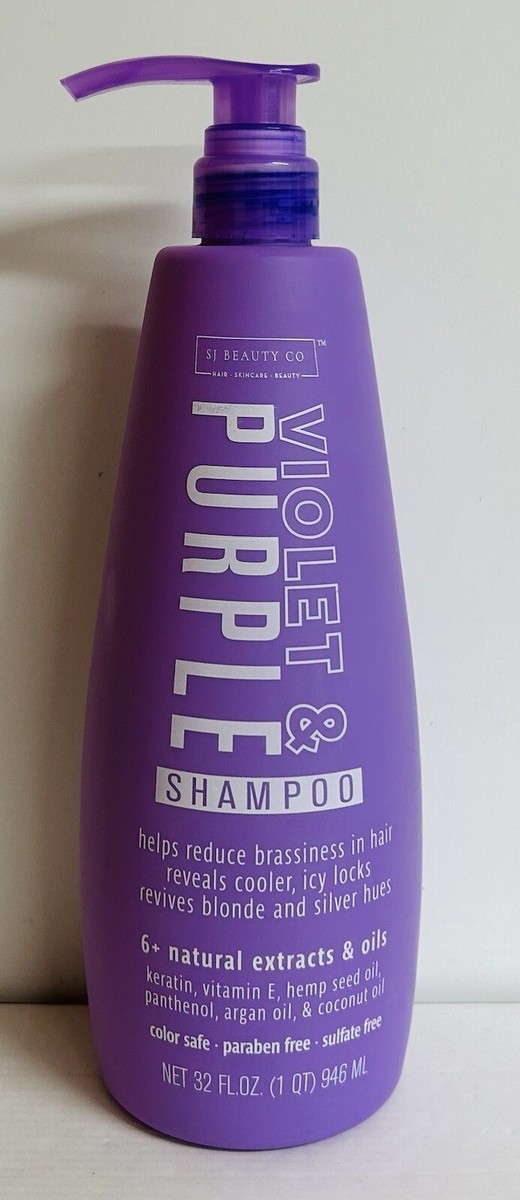 SJ BEAUTY CO™
HAIR · SKINCARE · BEAUTY
VIOLET &
PURPLE
SHAMPOO
helps reduce brassiness in hair
reveals cooler, icy locks
revives blonde and silver hues
6+ natural extracts & oils
keratin, vitamin E, hemp seed oil,
panthenol, argan oil, & coconut oil
color safe · paraben free · sulfate free
NET 32 FL.OZ. (1 QT) 946 ML